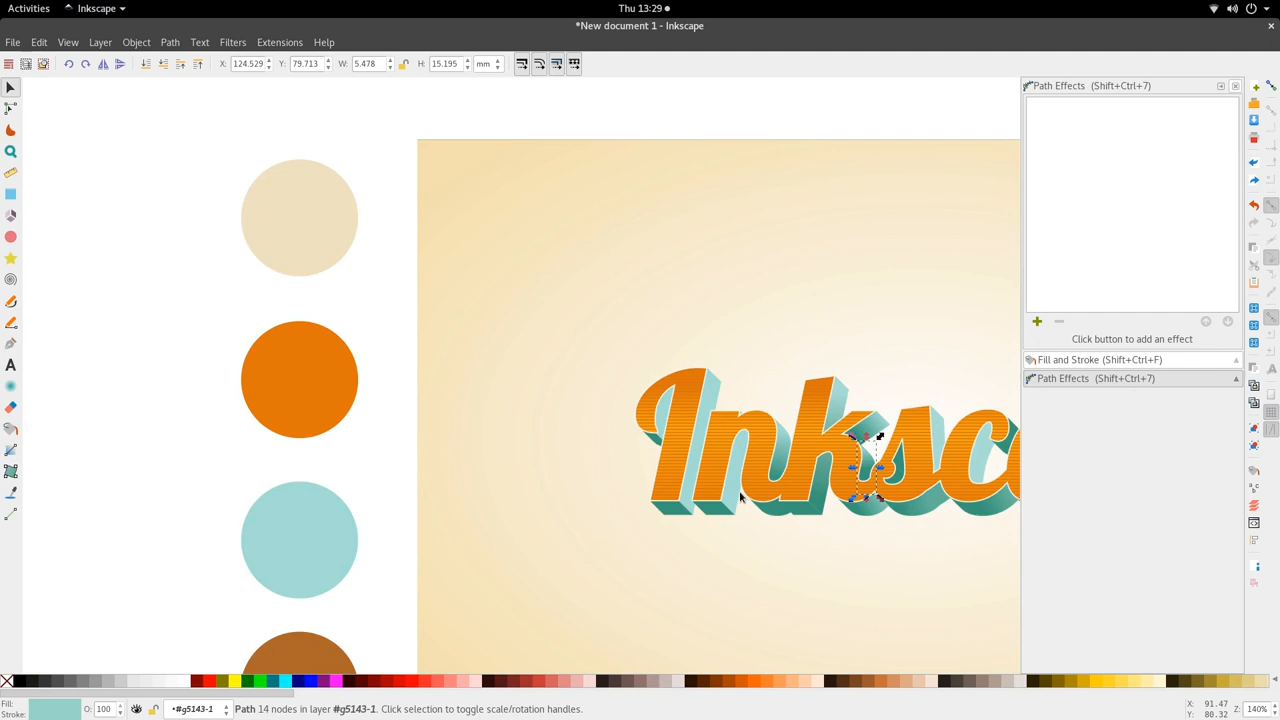 Activities Inkscape Thu 13:29
*New document 1 - Inkscape
File Edit View Layer Object Path Text Filters Extensions Help
X: 124.529 Y: 79.713 W: 5.478 H: 15.195 mm
Path Effects (Shift+Ctrl+7)
Click button to add an effect
Fill and Stroke (Shift+Ctrl+F)
Path Effects (Shift+Ctrl+7)
Inksc
Fill:
Stroke:
O: 100
•#g5143-1
Path 14 nodes in layer #g5143-1. Click selection to toggle scale/rotation handles.
X: 91.47
Y: 80.32
Z: 140%